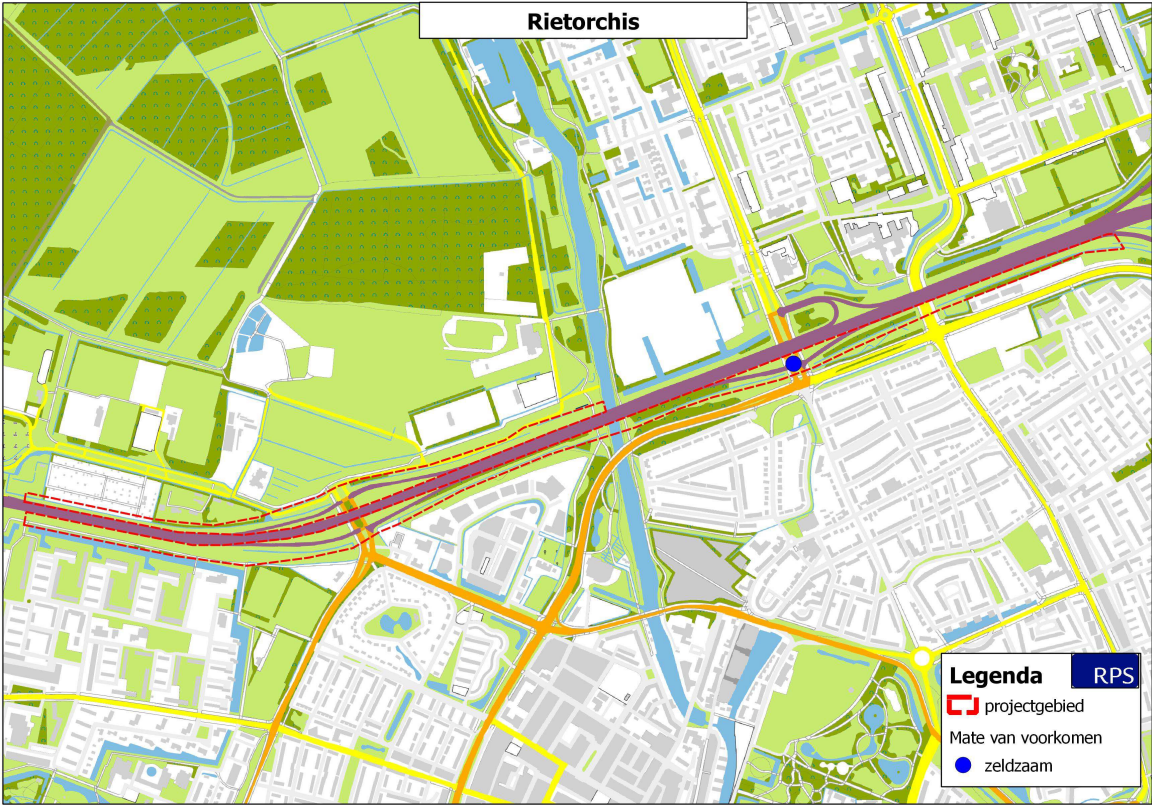 Rietorchis
Legenda
RPS
projectgebied
Mate van voorkomen
zeldzaam